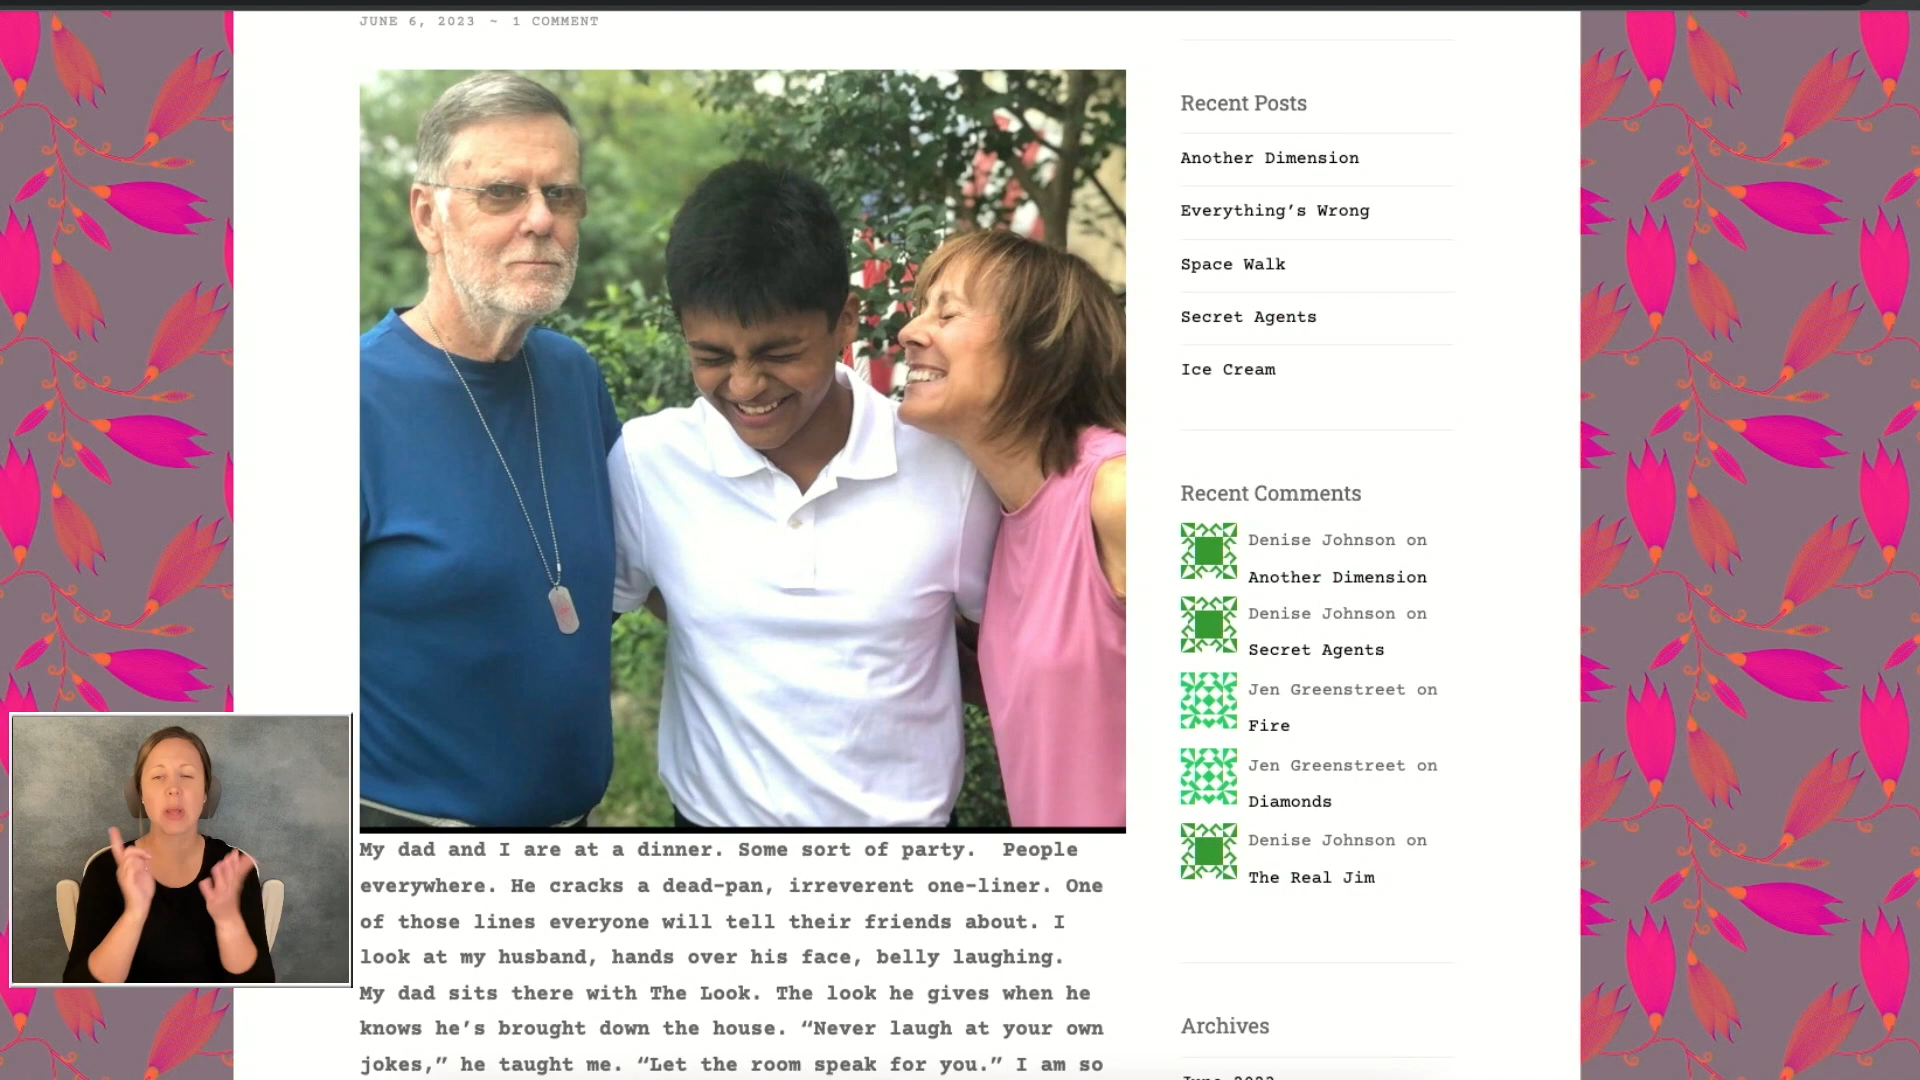 JUNE 6, 2023 ~ 1 COMMENT
My dad and I are at a dinner. Some sort of party. People
everywhere. He cracks a dead-pan, irreverent one-liner. One
of those lines everyone will tell their friends about. I
look at my husband, hands over his face, belly laughing.
My dad sits there with The Look. The look he gives when he
knows he’s brought down the house. “Never laugh at your own
jokes,” he taught me. “Let the room speak for you.” I am so
Recent Posts
Another Dimension
Everything’s Wrong
Space Walk
Secret Agents
Ice Cream
Recent Comments
Denise Johnson on
Another Dimension
Denise Johnson on
Secret Agents
Jen Greenstreet on
Fire
Jen Greenstreet on
Diamonds
Denise Johnson on
The Real Jim
Archives
June 2023